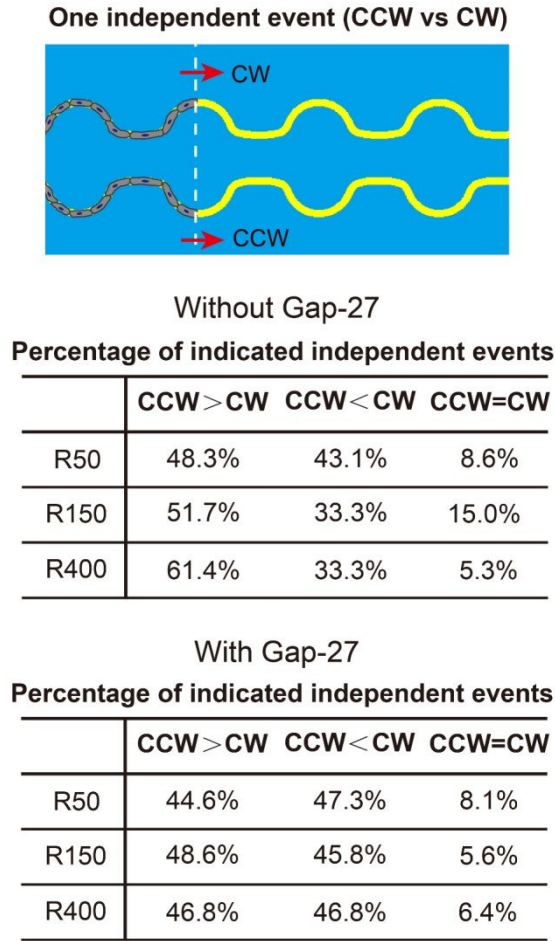 One independent event (CCW vs CW)
CW
CCW
Without Gap-27
Percentage of indicated independent events
CCW＞CW CCW＜CW CCW=CW
R50 48.3% 43.1% 8.6%
R150 51.7% 33.3% 15.0%
R400 61.4% 33.3% 5.3%
With Gap-27
Percentage of indicated independent events
CCW＞CW CCW＜CW CCW=CW
R50 44.6% 47.3% 8.1%
R150 48.6% 45.8% 5.6%
R400 46.8% 46.8% 6.4%